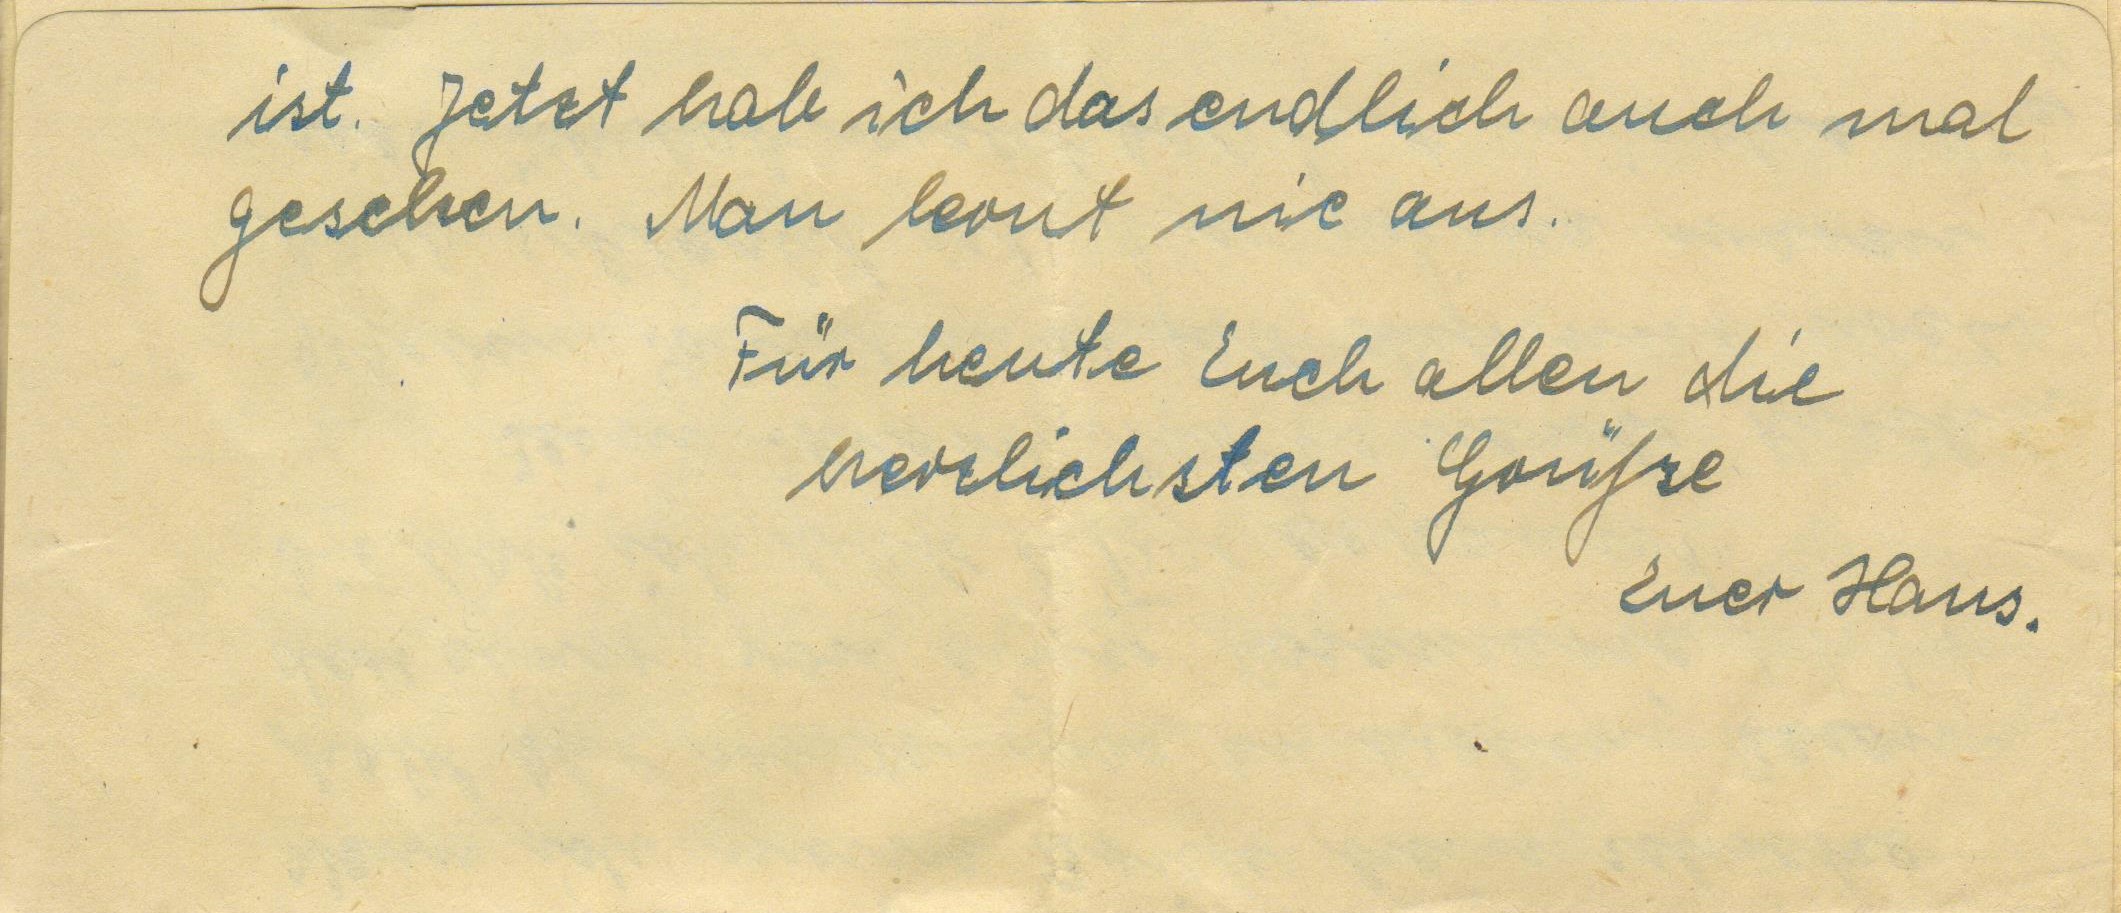 ist. Jetzt hab ich das endlich auch mal
gesehen. Man lernt nie aus.
Für heute Euch allen die
herzlichsten Grüße
Euer Hans.